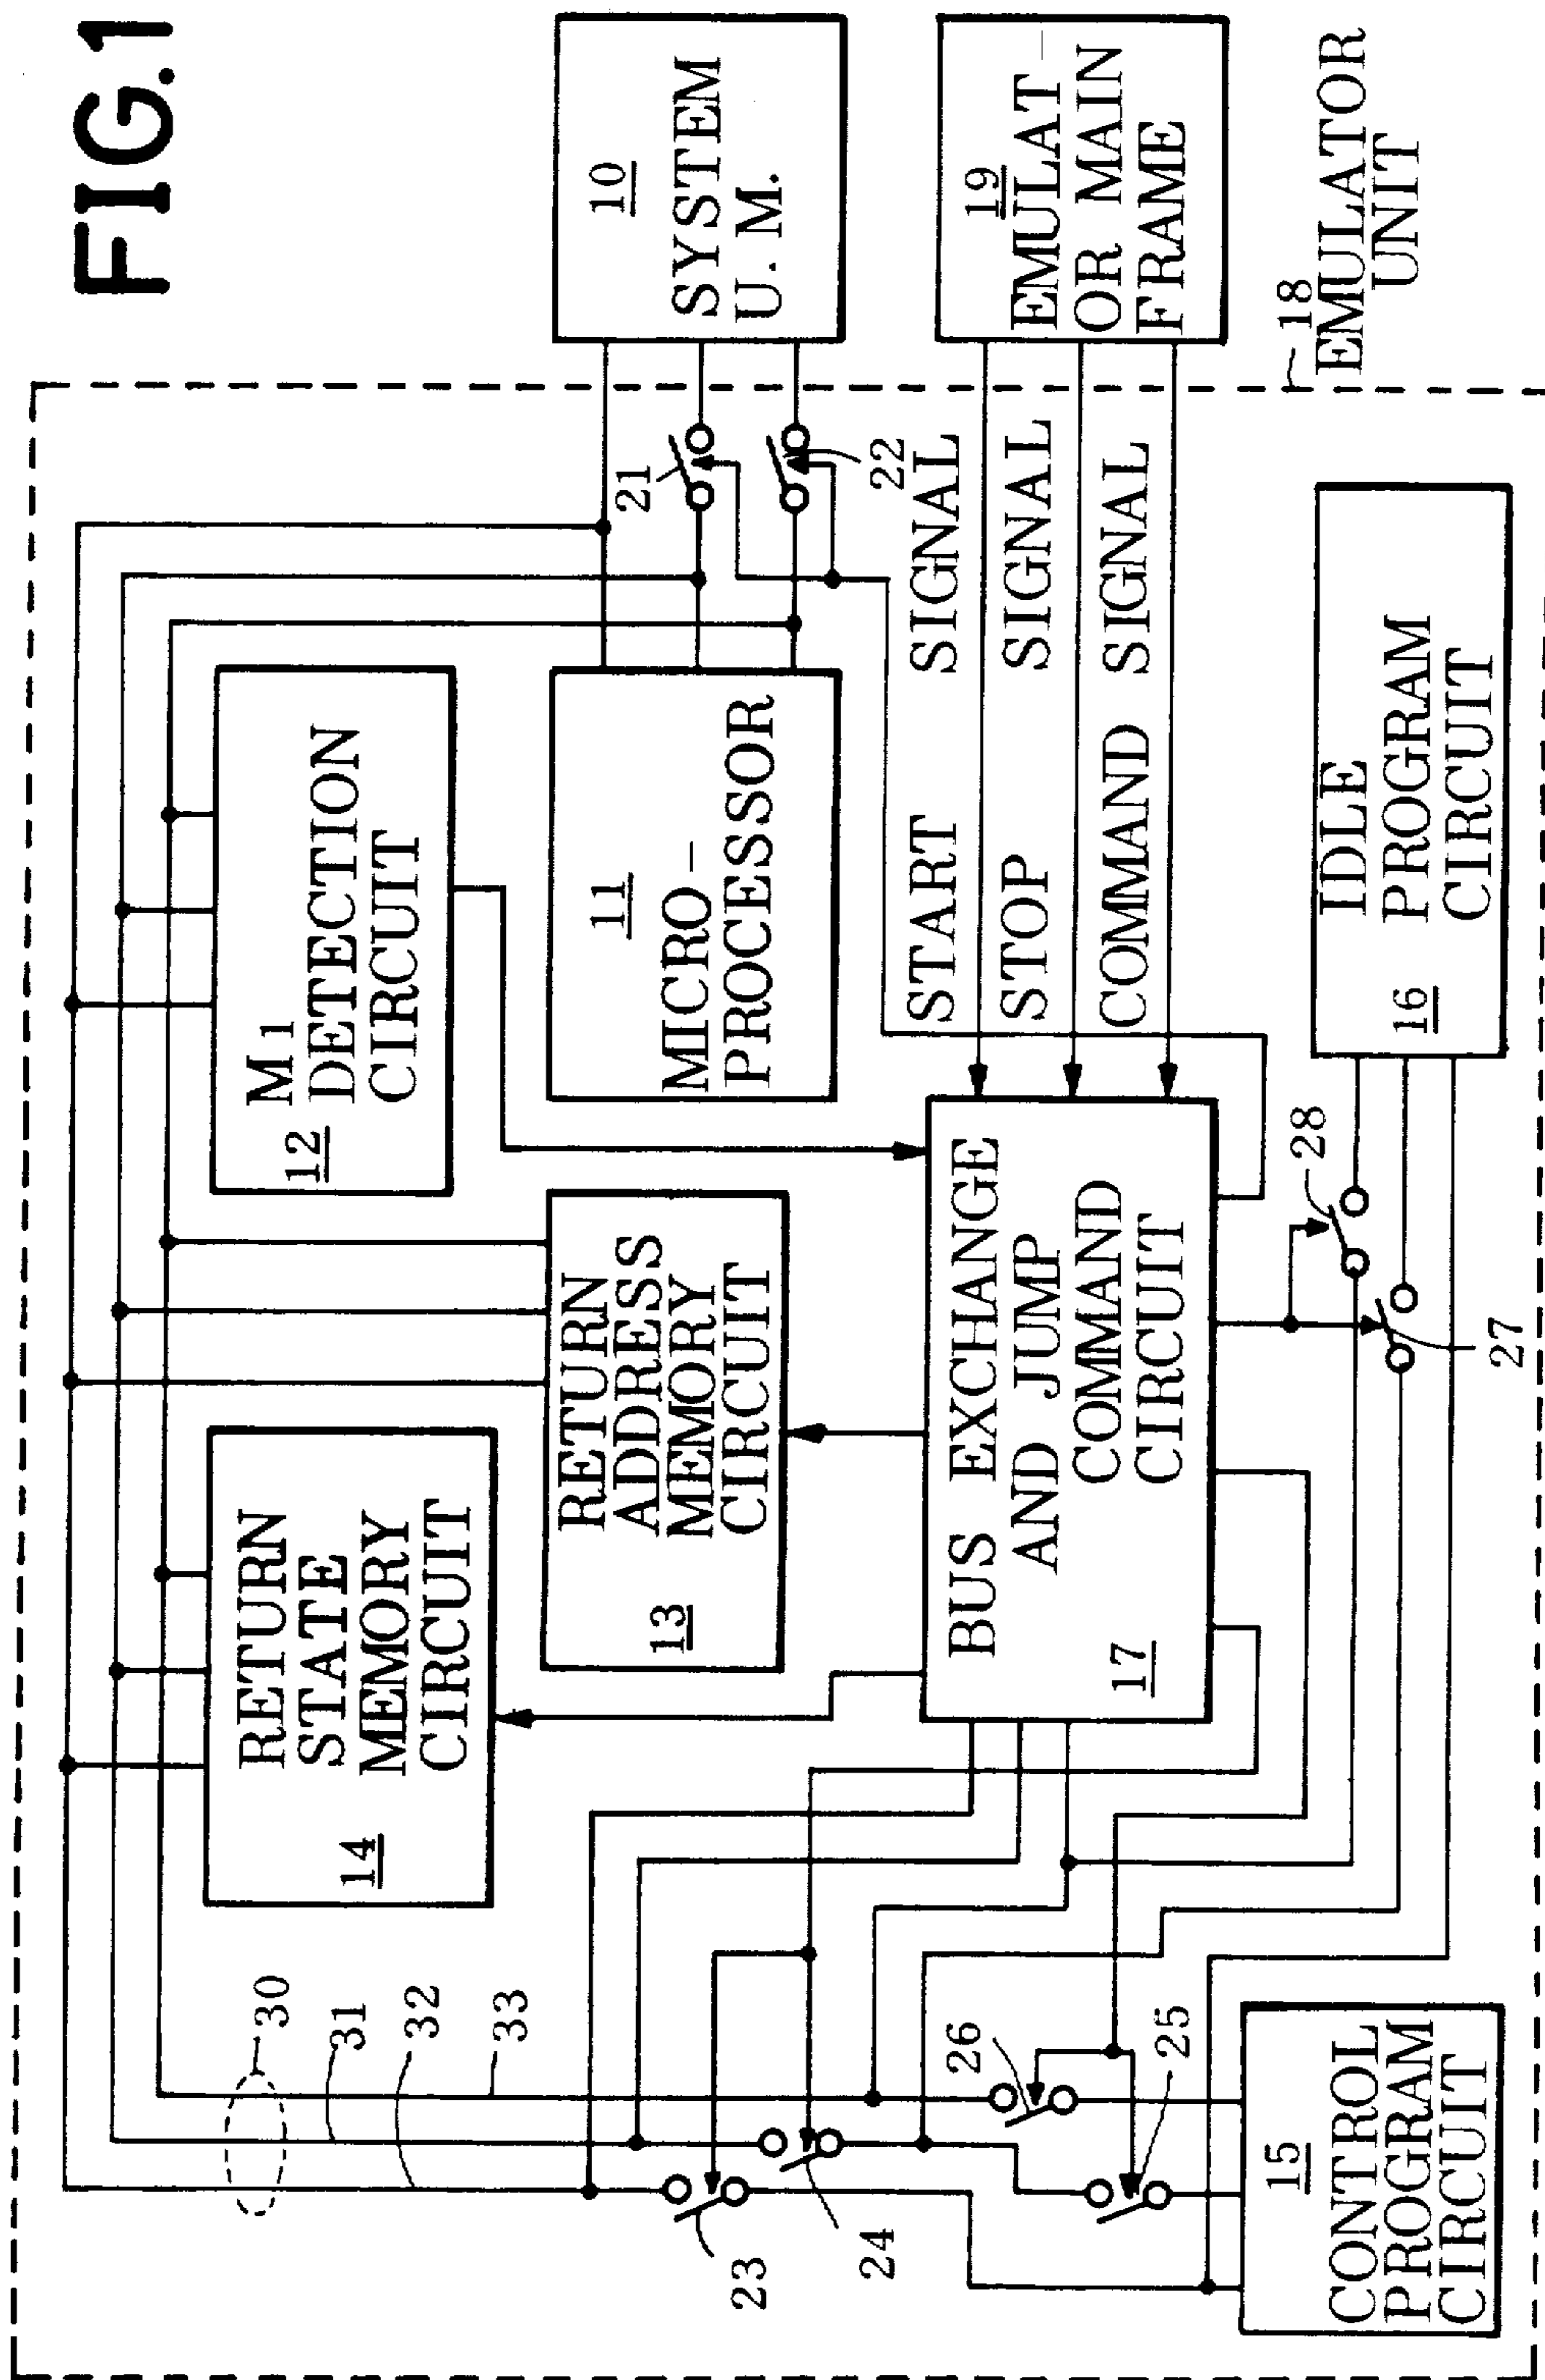 FIG.1
14
RETURN
STATE
MEMORY
CIRCUIT
12
M1
DETECTION
CIRCUIT
30
31
32
33
13
RETURN
ADDRESS
MEMORY
CIRCUIT
11
MICRO-
PROCESSOR
21
22
10
SYSTEM
U. M.
23
24
26
25
17
BUS EXCHANGE
AND JUMP
COMMAND
CIRCUIT
START SIGNAL
STOP SIGNAL
COMMAND SIGNAL
19
EMULAT-
OR MAIN
FRAME
15
CONTROL
PROGRAM
CIRCUIT
27
28
16
IDLE
PROGRAM
CIRCUIT
18
EMULATOR
UNIT